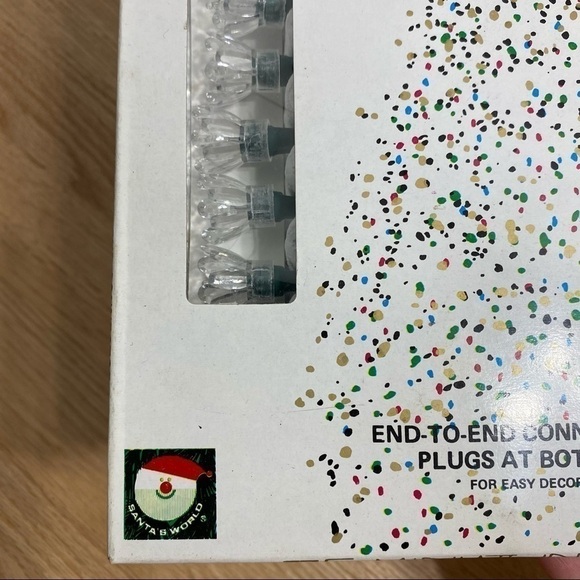 END-TO-END CONN
PLUGS AT BOT
FOR EASY DECOR
SANTA'S WORLD ®